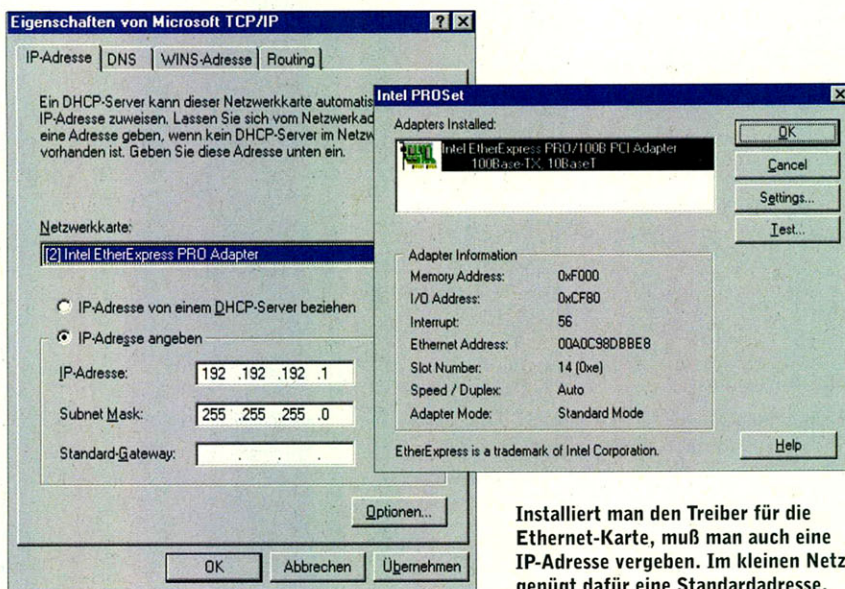 Eigenschaften von Microsoft TCP/IP
IP-Adresse
DNS
WINS-Adresse
Routing
Ein DHCP-Server kann dieser Netzwerkkarte automatis
IP-Adresse zuweisen. Lassen Sie sich vom Netzwerkad
eine Adresse geben, wenn kein DHCP-Server im Netzw
vorhanden ist. Geben Sie diese Adresse unten ein.
Netzwerkkarte:
[2] Intel EtherExpress PRO Adapter
IP-Adresse von einem DHCP-Server beziehen
IP-Adresse angeben
IP-Adresse: 192 .192 .192 .1
Subnet Mask: 255 .255 .255 .0
Standard-Gateway: . . .
Optionen...
OK Abbrechen Übernehmen
Intel PROSet
Adapters Installed:
Intel EtherExpress PRO/100B PCI Adapter
100Base-TX, 10BaseT
OK
Cancel
Settings...
Test...
Adapter Information
Memory Address: 0xF000
I/O Address: 0xCF80
Interrupt: 56
Ethernet Address: 00A0C98DBBE8
Slot Number: 14 (0xe)
Speed / Duplex: Auto
Adapter Mode: Standard Mode
EtherExpress is a trademark of Intel Corporation.
Help
Installiert man den Treiber für die
Ethernet-Karte, muß man auch eine
IP-Adresse vergeben. Im kleinen Netz
genügt dafür eine Standardadresse.